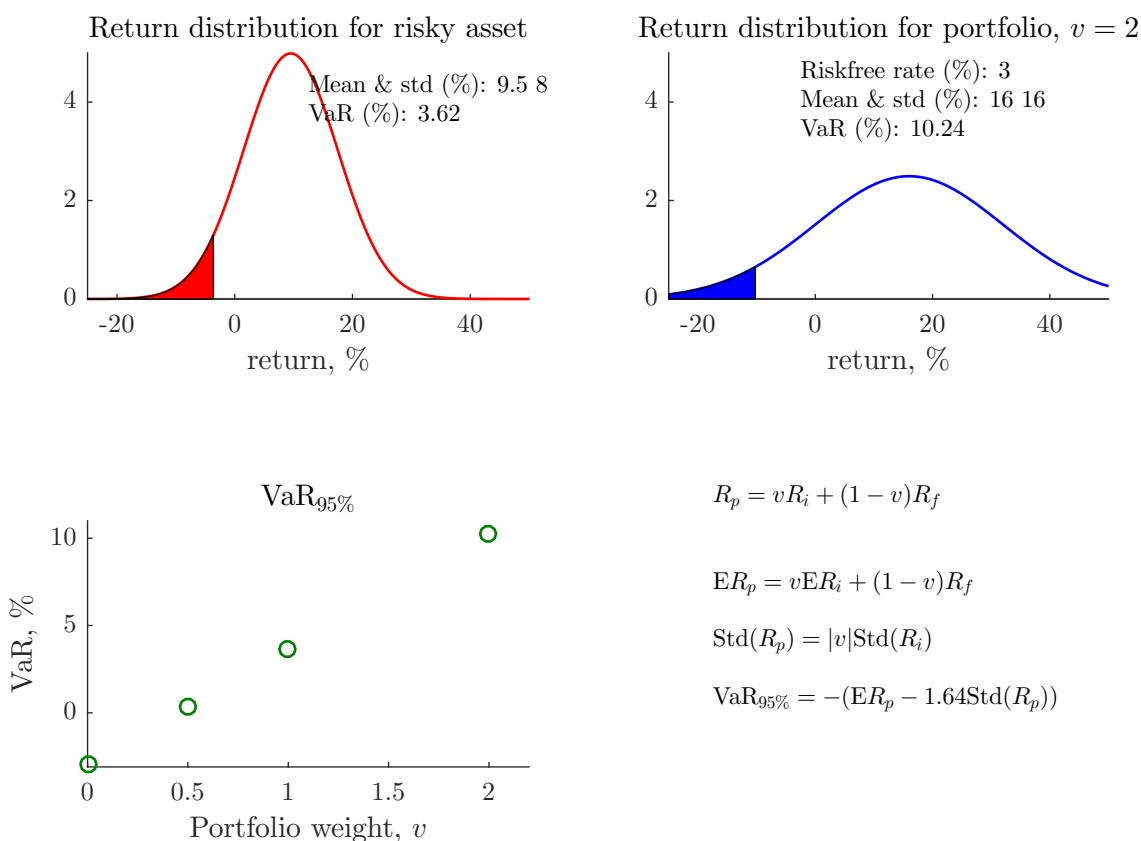 Return distribution for risky asset
Mean & std (%): 9.5 8
VaR (%): 3.62
4
2
0
-20 0 20 40
return, %
Return distribution for portfolio, v = 2
Riskfree rate (%): 3
Mean & std (%): 16 16
VaR (%): 10.24
4
2
0
-20 0 20 40
return, %
VaR₉₅%
10
5
0
VaR, %
0 0.5 1 1.5 2
Portfolio weight, v
Rₚ = vRᵢ + (1 − v)R_f
ERₚ = vERᵢ + (1 − v)R_f
Std(Rₚ) = |v|Std(Rᵢ)
VaR₉₅% = −(ERₚ − 1.64Std(Rₚ))